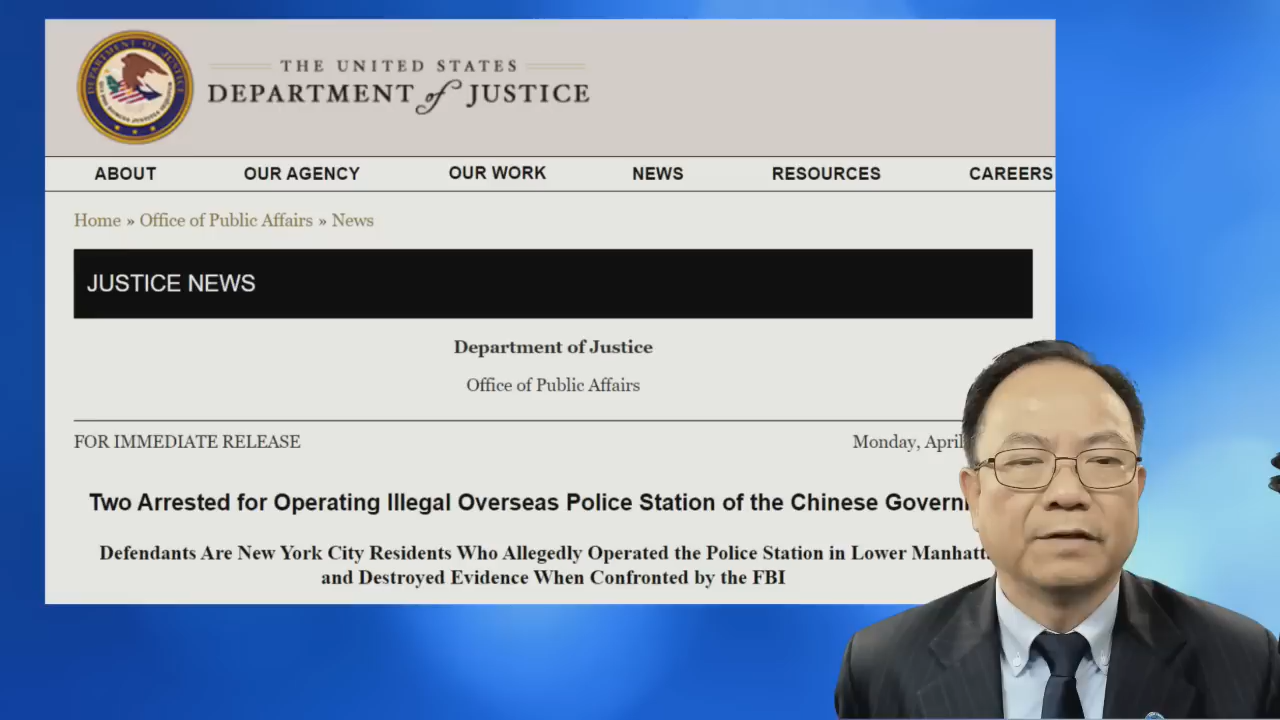 THE UNITED STATES
DEPARTMENT of JUSTICE
ABOUT OUR AGENCY OUR WORK NEWS RESOURCES CAREERS
Home » Office of Public Affairs » News
JUSTICE NEWS
Department of Justice
Office of Public Affairs
FOR IMMEDIATE RELEASE Monday, April
Two Arrested for Operating Illegal Overseas Police Station of the Chinese Governm
Defendants Are New York City Residents Who Allegedly Operated the Police Station in Lower Manhatta
and Destroyed Evidence When Confronted by the FBI